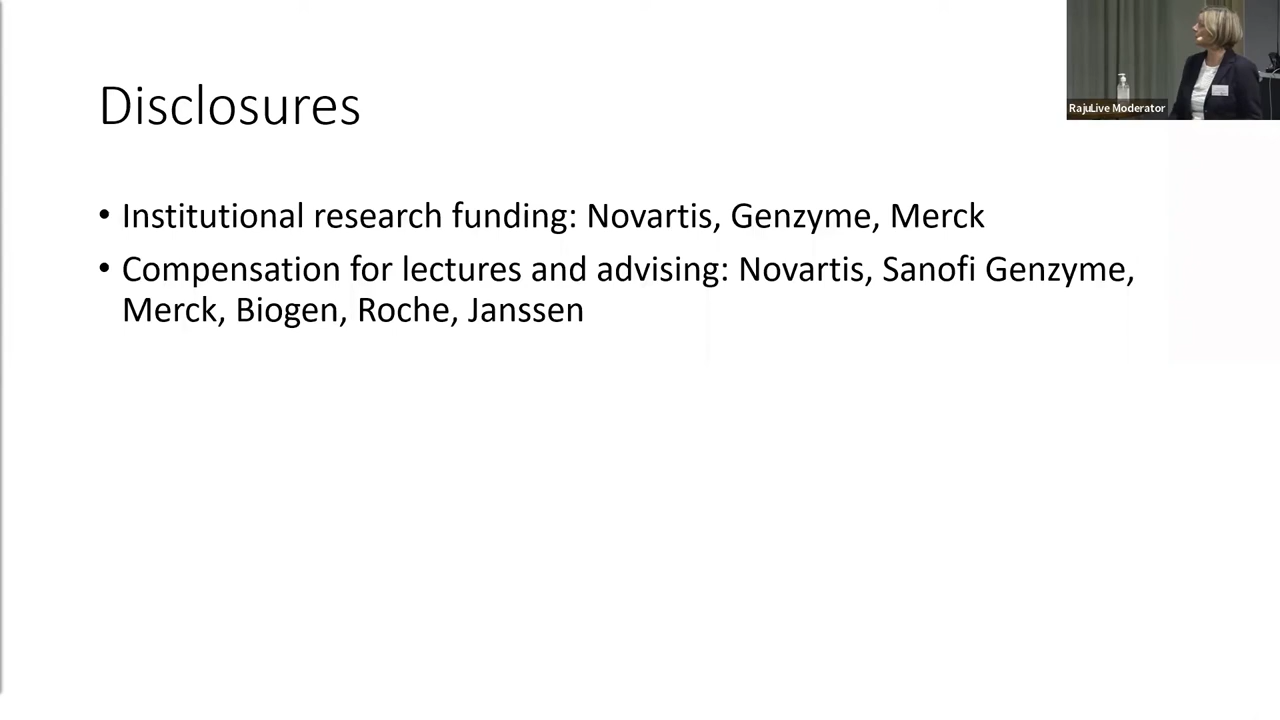 Disclosures
RajuLive Moderator
• Institutional research funding: Novartis, Genzyme, Merck
• Compensation for lectures and advising: Novartis, Sanofi Genzyme,
Merck, Biogen, Roche, Janssen